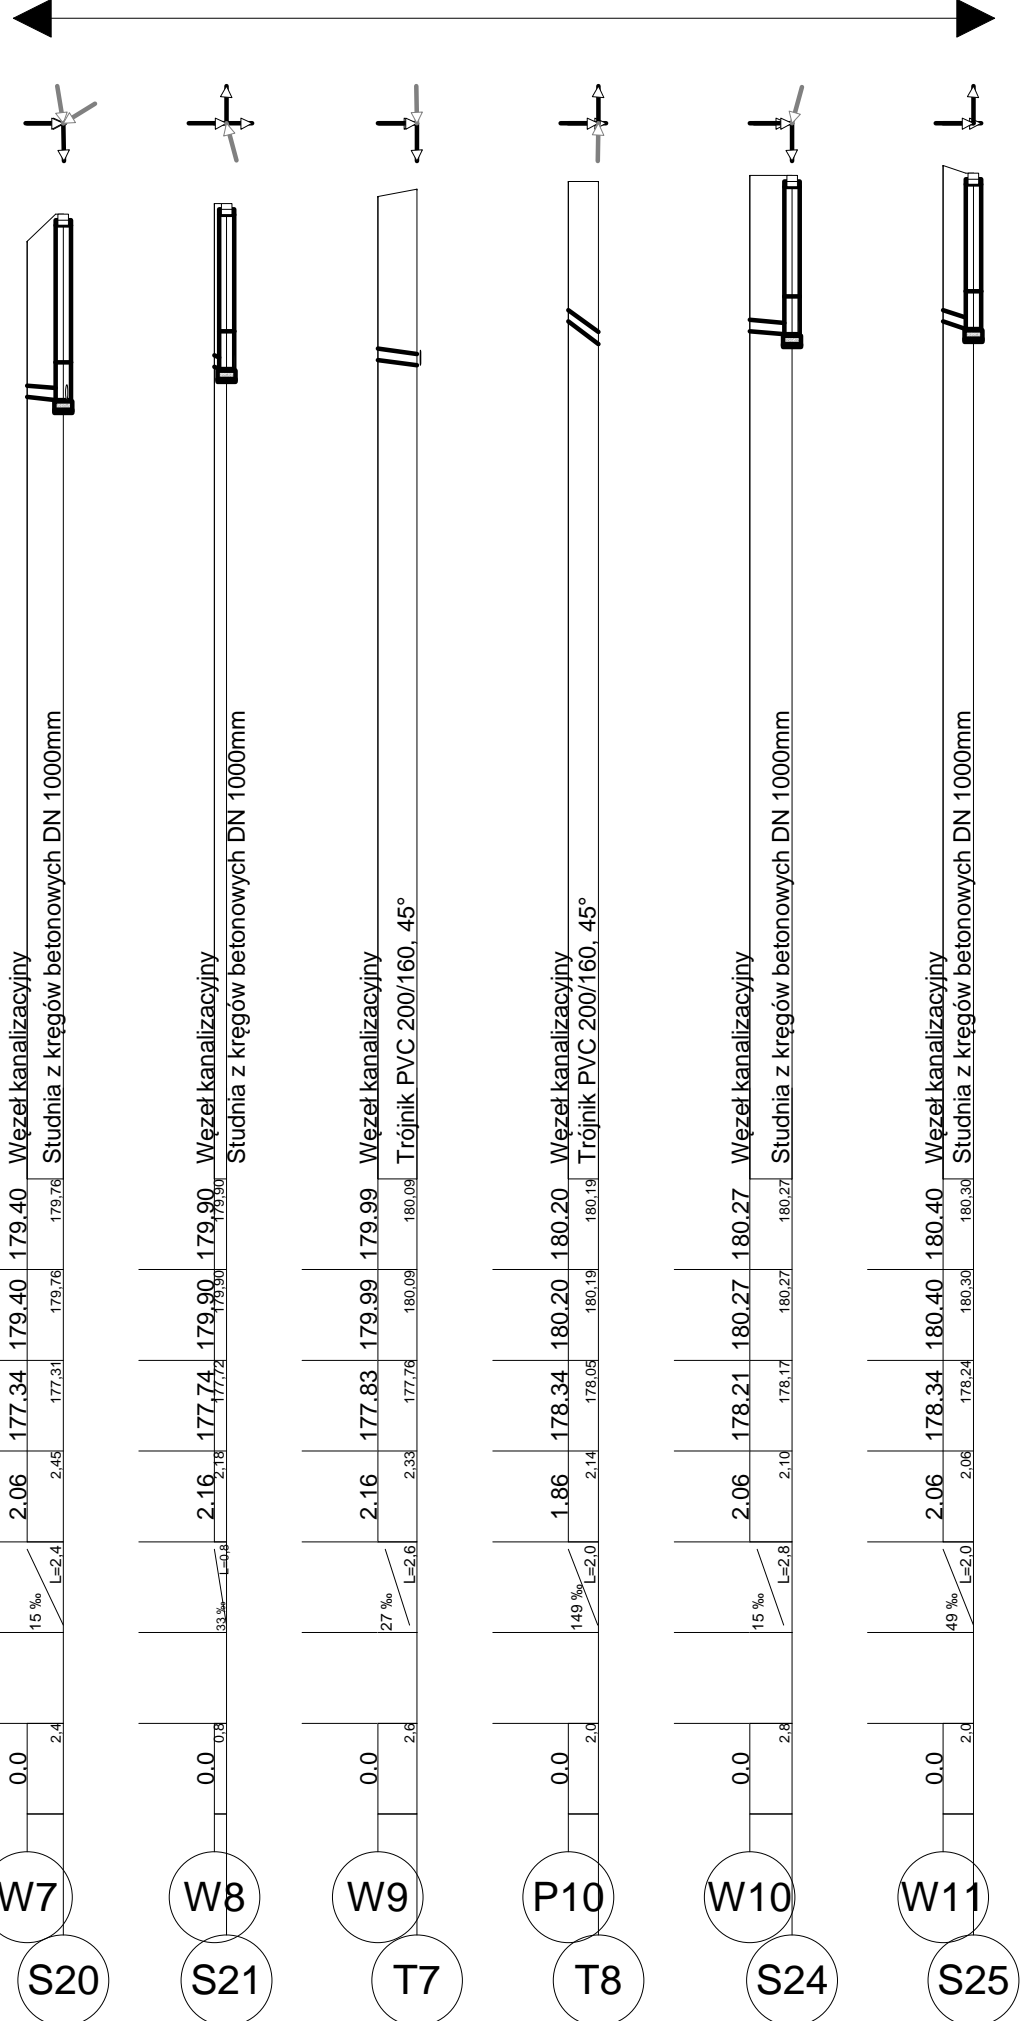 Węzeł kanalizacyjny
Studnia z kręgów betonowych DN 1000mm
179.40
179,76
179.40
179,76
177.34
177,31
2.06
2,45
15 ‰
L=2,4
0.0
2,4
W7
S20
Węzeł kanalizacyjny
Studnia z kręgów betonowych DN 1000mm
179.90
179,90
179.90
179,90
177.74
177,72
2.16
2,18
33 ‰
L=0,8
0.0
0,8
W8
S21
Węzeł kanalizacyjny
Trójnik PVC 200/160, 45°
179.99
180,09
179.99
180,09
177.83
177,76
2.16
2,33
27 ‰
L=2,6
0.0
2,6
W9
T7
Węzeł kanalizacyjny
Trójnik PVC 200/160, 45°
180.20
180,19
180.20
180,19
178.34
178,05
1.86
2,14
149 ‰
L=2,0
0.0
2,0
P10
T8
Węzeł kanalizacyjny
Studnia z kręgów betonowych DN 1000mm
180.27
180,27
180.27
180,27
178.21
178,17
2.06
2,10
15 ‰
L=2,8
0.0
2,8
W10
S24
Węzeł kanalizacyjny
Studnia z kręgów betonowych DN 1000mm
180.40
180,30
180.40
180,30
178.34
178,24
2.06
2,06
49 ‰
L=2,0
0.0
2,0
W11
S25